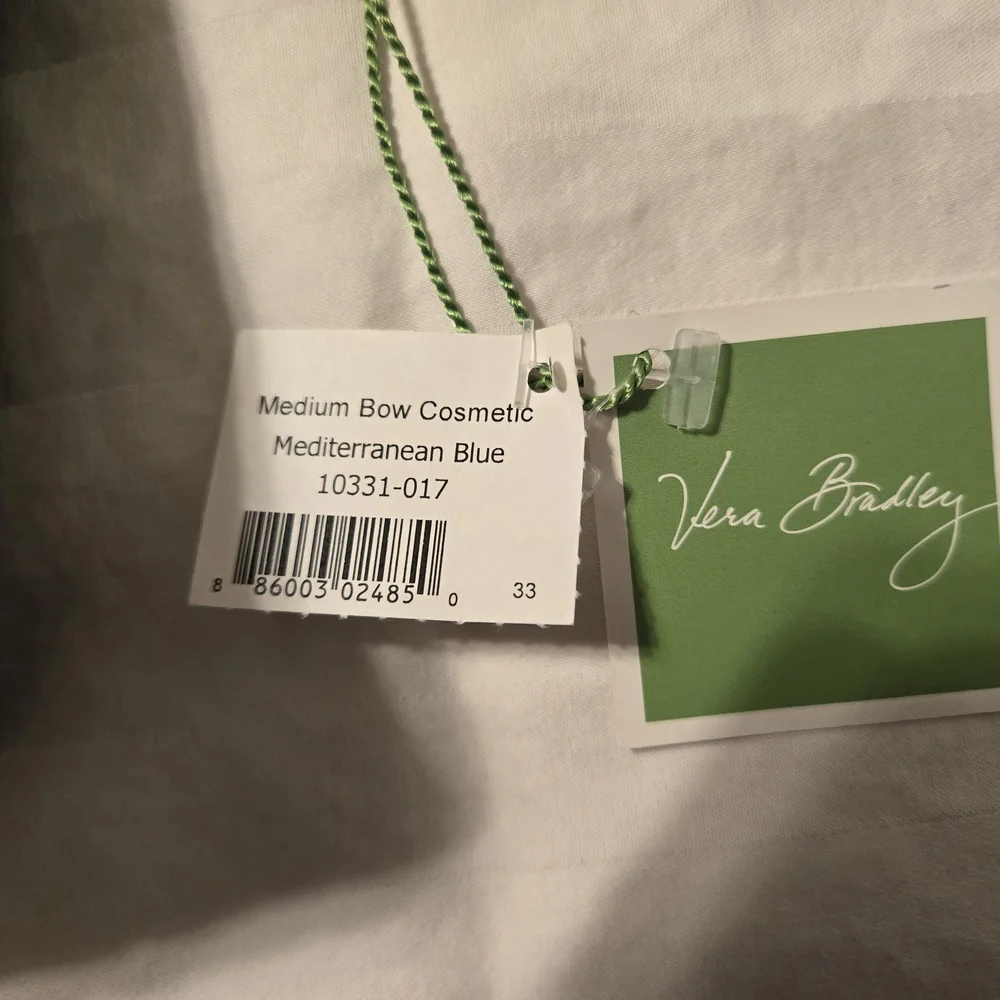 Medium Bow Cosmetic
Mediterranean Blue
10331-017
8 86003 02485 0
33
Vera Bradley